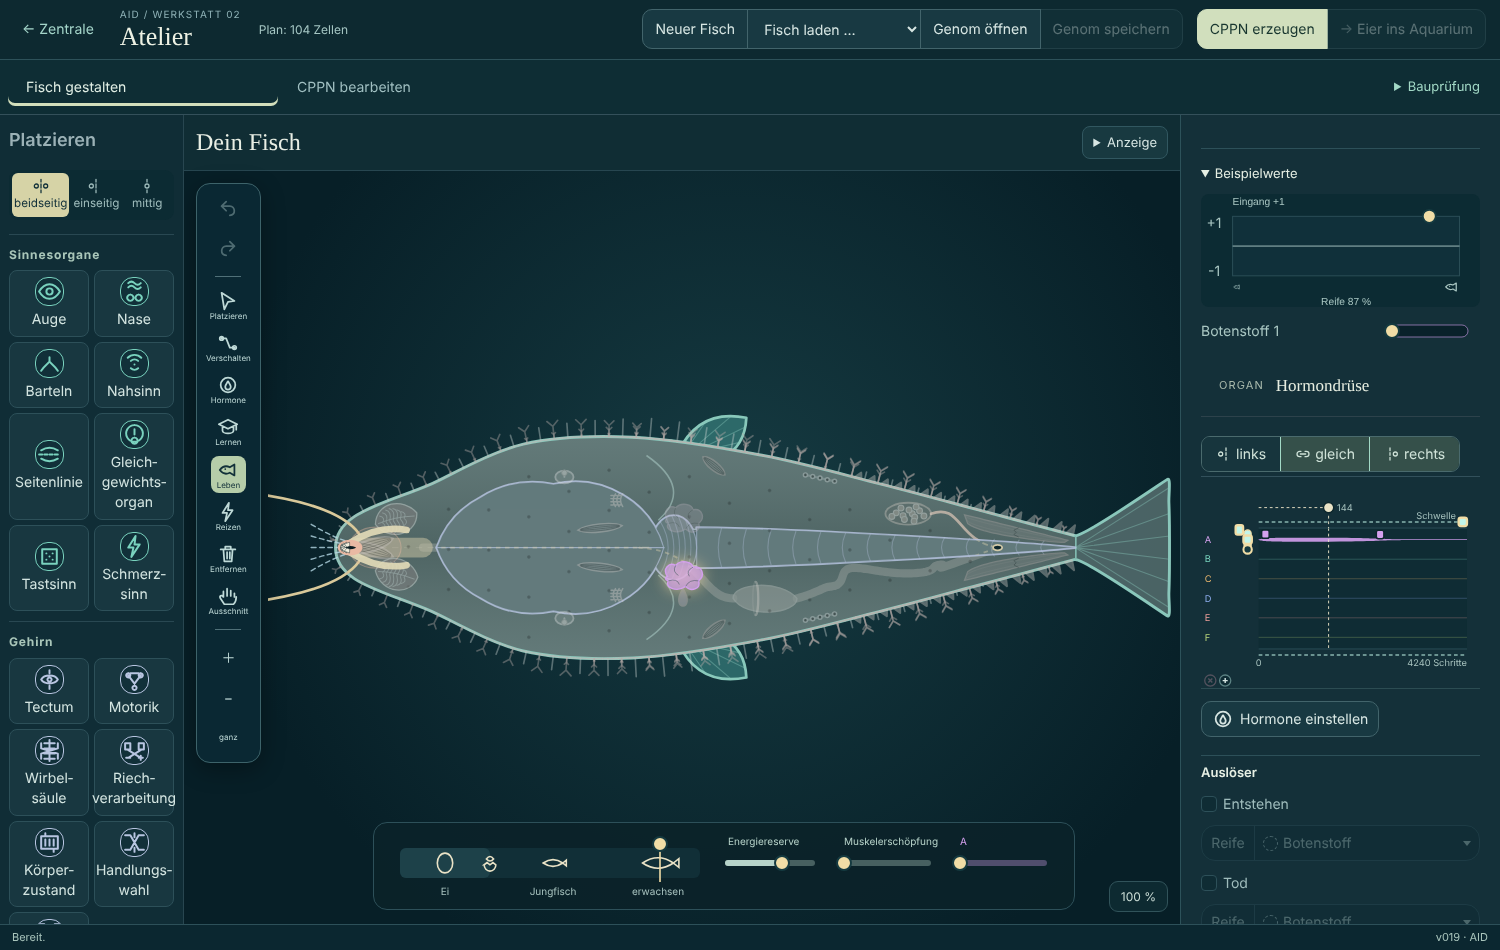 ← Zentrale
AID / WERKSTATT 02
Atelier
Plan: 104 Zellen
Neuer Fisch
Fisch laden ...
Genom öffnen
Genom speichern
CPPN erzeugen
→ Eier ins Aquarium
Fisch gestalten
CPPN bearbeiten
Bauprüfung
Platzieren
beidseitig
einseitig
mittig
Sinnesorgane
Auge
Nase
Barteln
Nahsinn
Seitenlinie
Gleich-
gewichts-
organ
Tastsinn
Schmerz-
sinn
Gehirn
Tectum
Motorik
Wirbel-
säule
Riech-
verarbeitung
Körper-
zustand
Handlungs-
wahl
Dein Fisch
Anzeige
Platzieren
Verschalten
Hormone
Lernen
Leben
Reizen
Entfernen
Ausschnitt
+
-
ganz
Ei
Jungfisch
erwachsen
Energiereserve
Muskelerschöpfung
A
100 %
Beispielwerte
Eingang +1
+1
-1
Reife 87 %
Botenstoff 1
ORGAN Hormondrüse
links
gleich
rechts
144
Schwelle
A
B
C
D
E
F
0
4240 Schritte
Hormone einstellen
Auslöser
Entstehen
Reife
Botenstoff
Tod
Reife
Botenstoff
Bereit.
v019 · AID